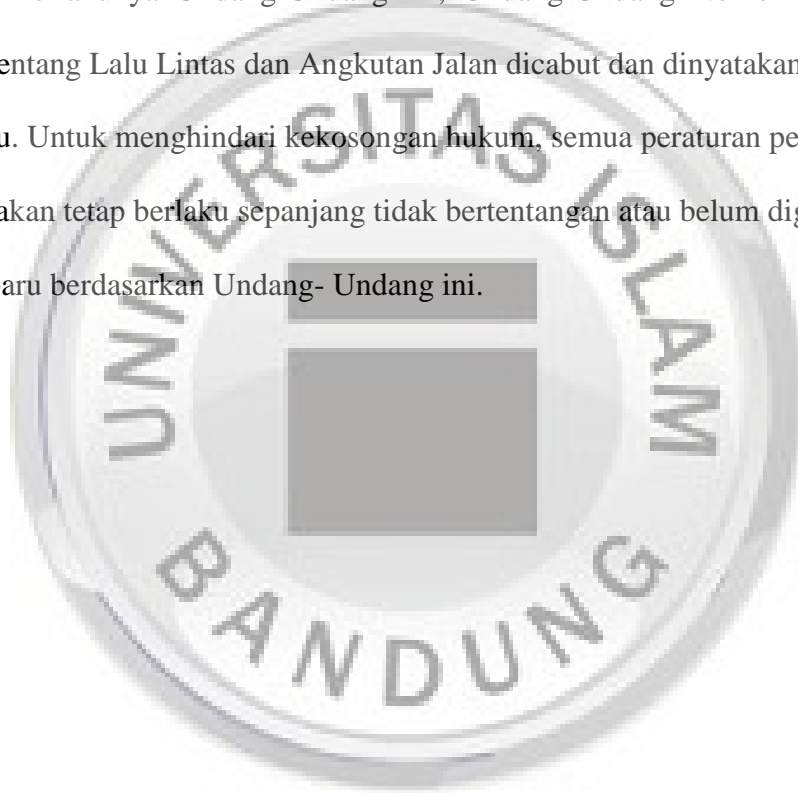 entang Lalu Lintas dan Angkutan Jalan dicabut dan dinyatakan
u. Untuk menghindari kekosongan hukum, semua peraturan pe
akan tetap berlaku sepanjang tidak bertentangan atau belum dig
aru berdasarkan Undang- Undang ini.
UNIVERSITAS ISLAM
BANDUNG